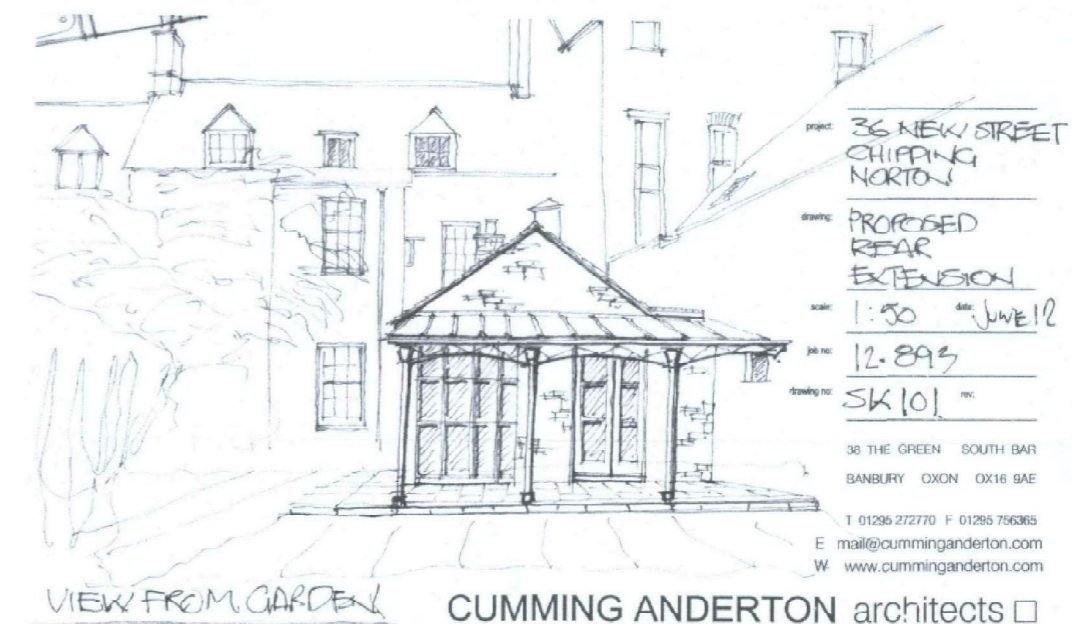 project: 36 NEW STREET
CHIPPING
NORTON
drawing: PROPOSED
REAR
EXTENSION
scale: 1:50 date: JUNE 12
job no: 12.893
drawing no: SK101 rev:
38 THE GREEN SOUTH BAR
BANBURY OXON OX16 9AE
T 01295 272770 F 01295 756365
E mail@cumminganderton.com
W www.cumminganderton.com
VIEW FROM GARDEN
CUMMING ANDERTON architects